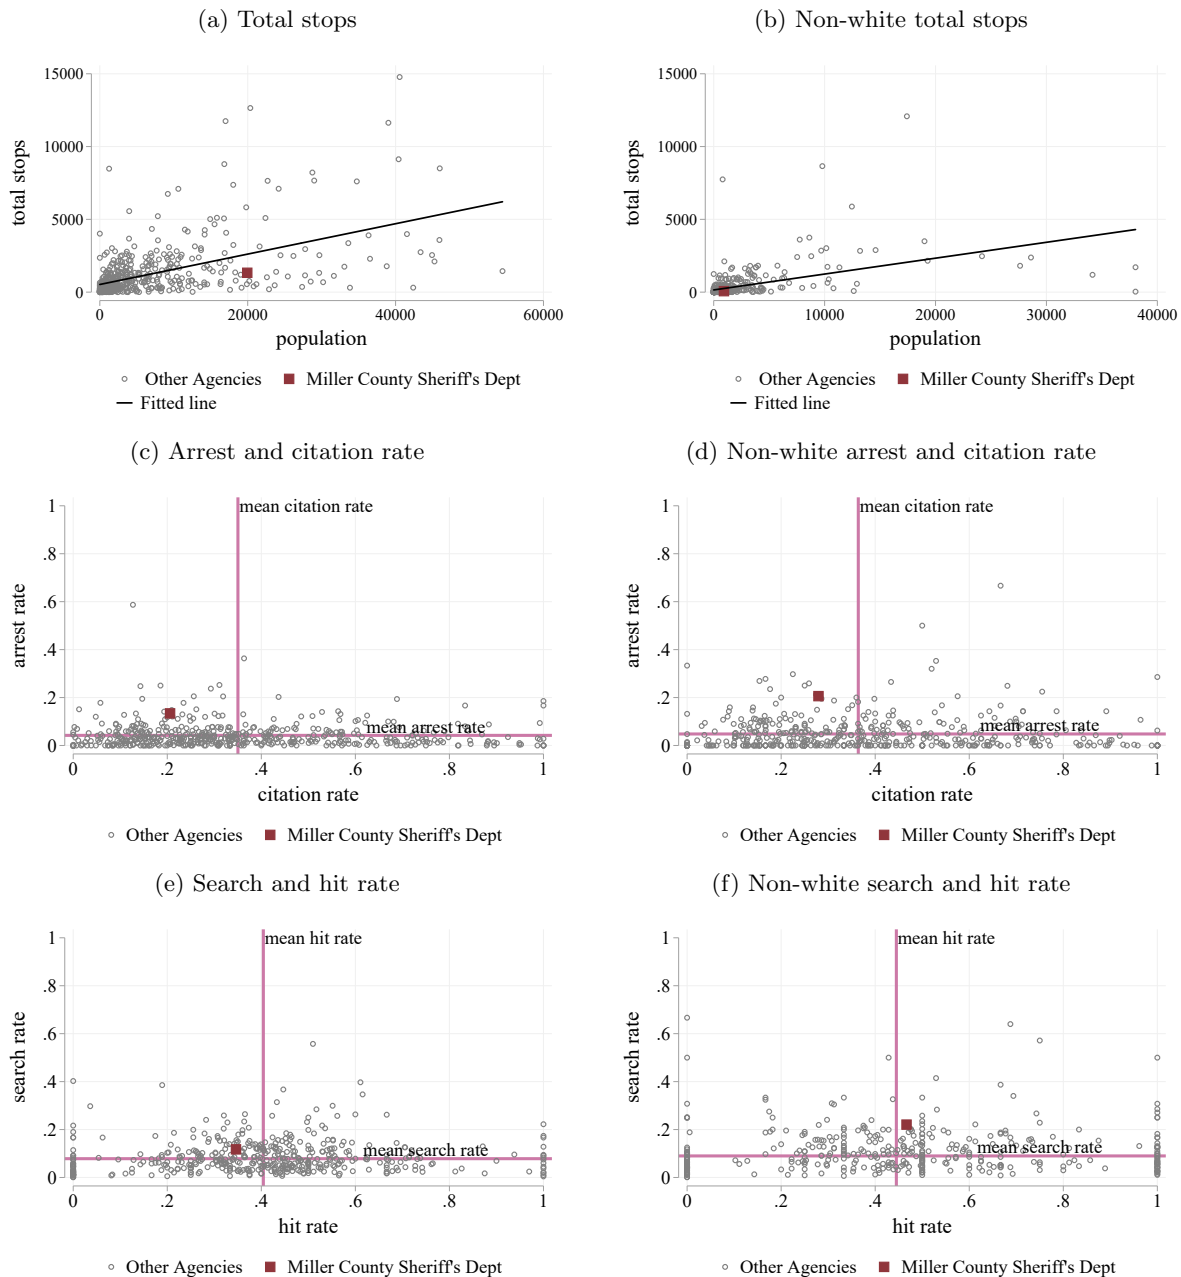 (a) Total stops
total stops
15000
10000
5000
0
0 20000 40000 60000
population
Other Agencies Miller County Sheriff's Dept
Fitted line
(b) Non-white total stops
total stops
15000
10000
5000
0
0 10000 20000 30000 40000
population
Other Agencies Miller County Sheriff's Dept
Fitted line
(c) Arrest and citation rate
arrest rate
1
.8
.6
.4
.2
0
mean citation rate
mean arrest rate
0 .2 .4 .6 .8 1
citation rate
Other Agencies Miller County Sheriff's Dept
(d) Non-white arrest and citation rate
arrest rate
1
.8
.6
.4
.2
0
mean citation rate
mean arrest rate
0 .2 .4 .6 .8 1
citation rate
Other Agencies Miller County Sheriff's Dept
(e) Search and hit rate
search rate
1
.8
.6
.4
.2
0
mean hit rate
mean search rate
0 .2 .4 .6 .8 1
hit rate
Other Agencies Miller County Sheriff's Dept
(f) Non-white search and hit rate
search rate
1
.8
.6
.4
.2
0
mean hit rate
mean search rate
0 .2 .4 .6 .8 1
hit rate
Other Agencies Miller County Sheriff's Dept